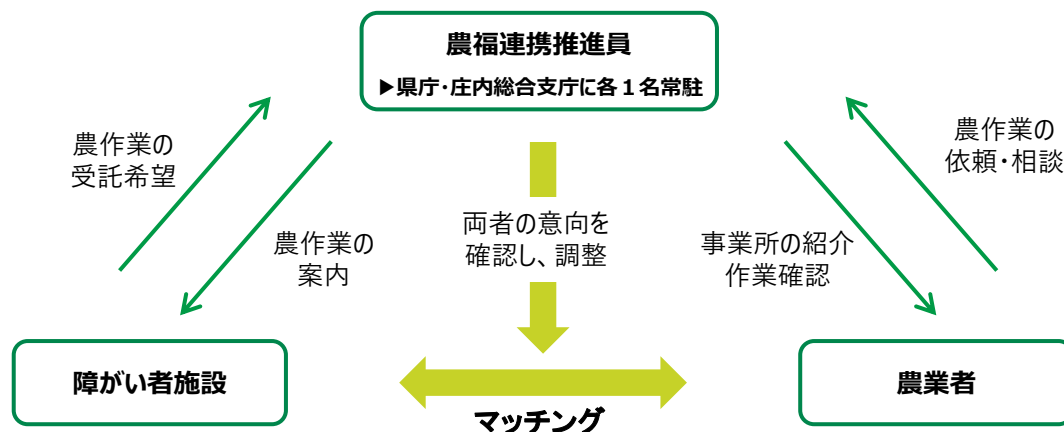 農福連携推進員
▶県庁・庄内総合支庁に各１名常駐
農作業の
受託希望
農作業の
案内
両者の意向を
確認し、調整
事業所の紹介
作業確認
農作業の
依頼・相談
障がい者施設
マッチング
農業者